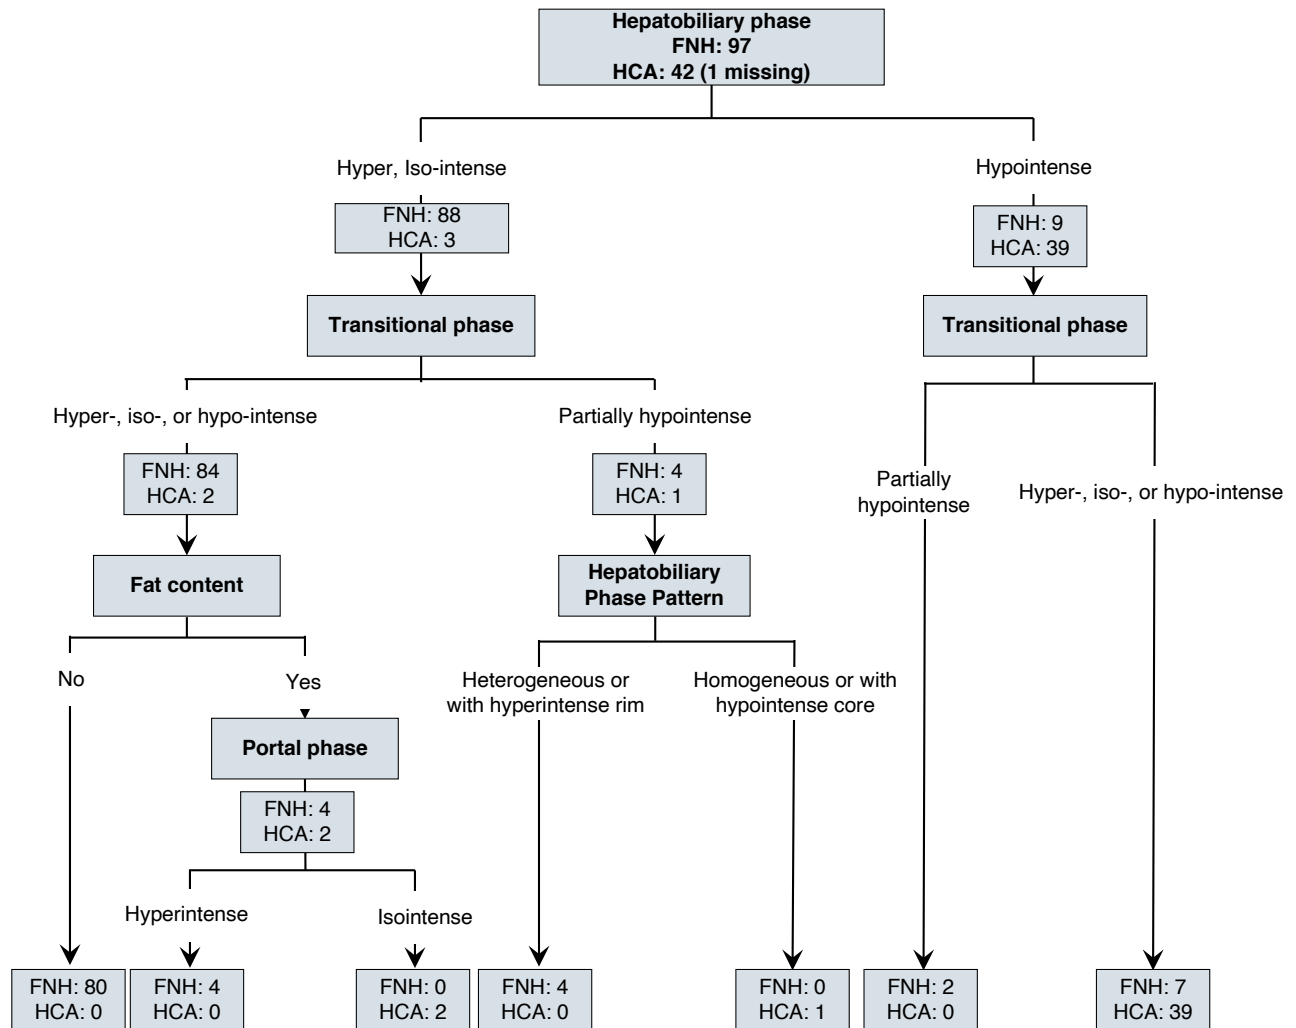 Hepatobiliary phase
FNH: 97
HCA: 42 (1 missing)
Hyper, Iso-intense
Hypointense
FNH: 88
HCA: 3
FNH: 9
HCA: 39
Transitional phase
Transitional phase
Hyper-, iso-, or hypo-intense
Partially hypointense
FNH: 84
HCA: 2
FNH: 4
HCA: 1
Partially
hypointense
Hyper-, iso-, or hypo-intense
Fat content
Hepatobiliary
Phase Pattern
No
Yes
Heterogeneous or
with hyperintense rim
Homogeneous or with
hypointense core
Portal phase
FNH: 4
HCA: 2
Hyperintense
Isointense
FNH: 80
HCA: 0
FNH: 4
HCA: 0
FNH: 0
HCA: 2
FNH: 4
HCA: 0
FNH: 0
HCA: 1
FNH: 2
HCA: 0
FNH: 7
HCA: 39